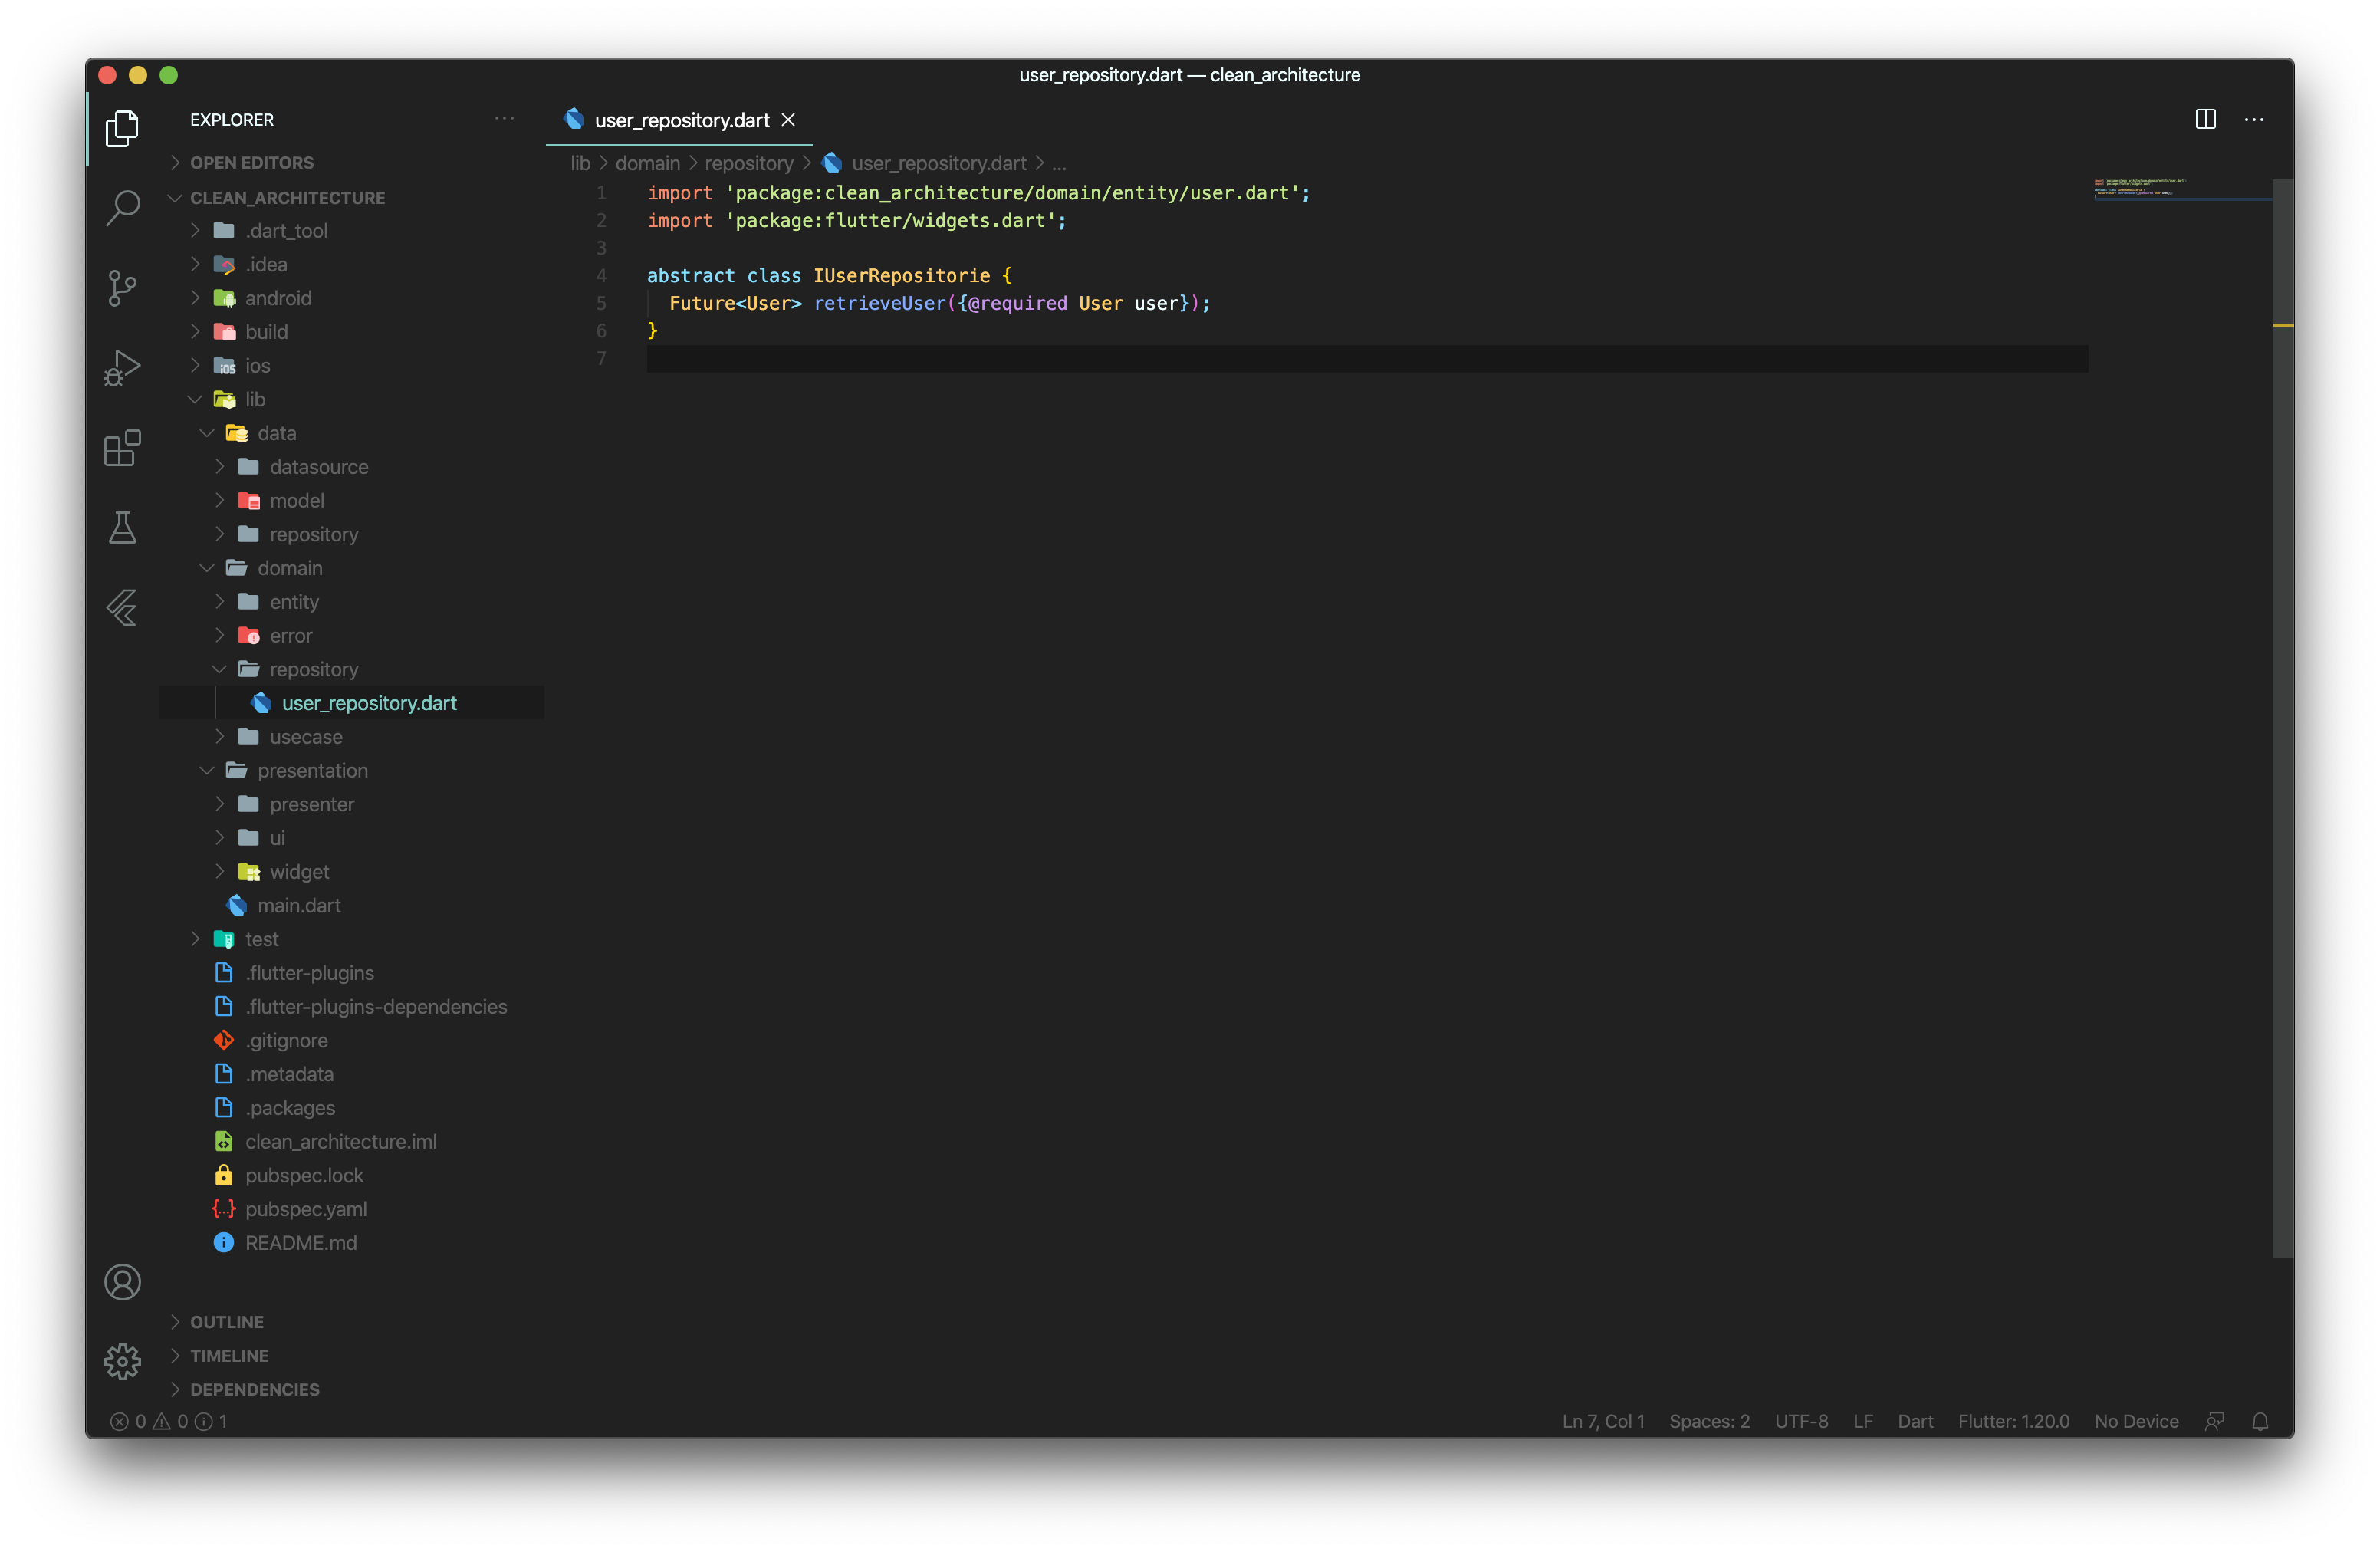 user_repository.dart — clean_architecture
EXPLORER
OPEN EDITORS
CLEAN_ARCHITECTURE
.dart_tool
.idea
android
build
ios
lib
data
datasource
model
repository
domain
entity
error
repository
user_repository.dart
usecase
presentation
presenter
ui
widget
main.dart
test
.flutter-plugins
.flutter-plugins-dependencies
.gitignore
.metadata
.packages
clean_architecture.iml
pubspec.lock
pubspec.yaml
README.md
OUTLINE
TIMELINE
DEPENDENCIES
user_repository.dart
lib > domain > repository > user_repository.dart > ...
1 import 'package:clean_architecture/domain/entity/user.dart';
2 import 'package:flutter/widgets.dart';
3
4 abstract class IUserRepositorie {
5 Future<User> retrieveUser({@required User user});
6 }
7
0 0 1 Ln 7, Col 1 Spaces: 2 UTF-8 LF Dart Flutter: 1.20.0 No Device